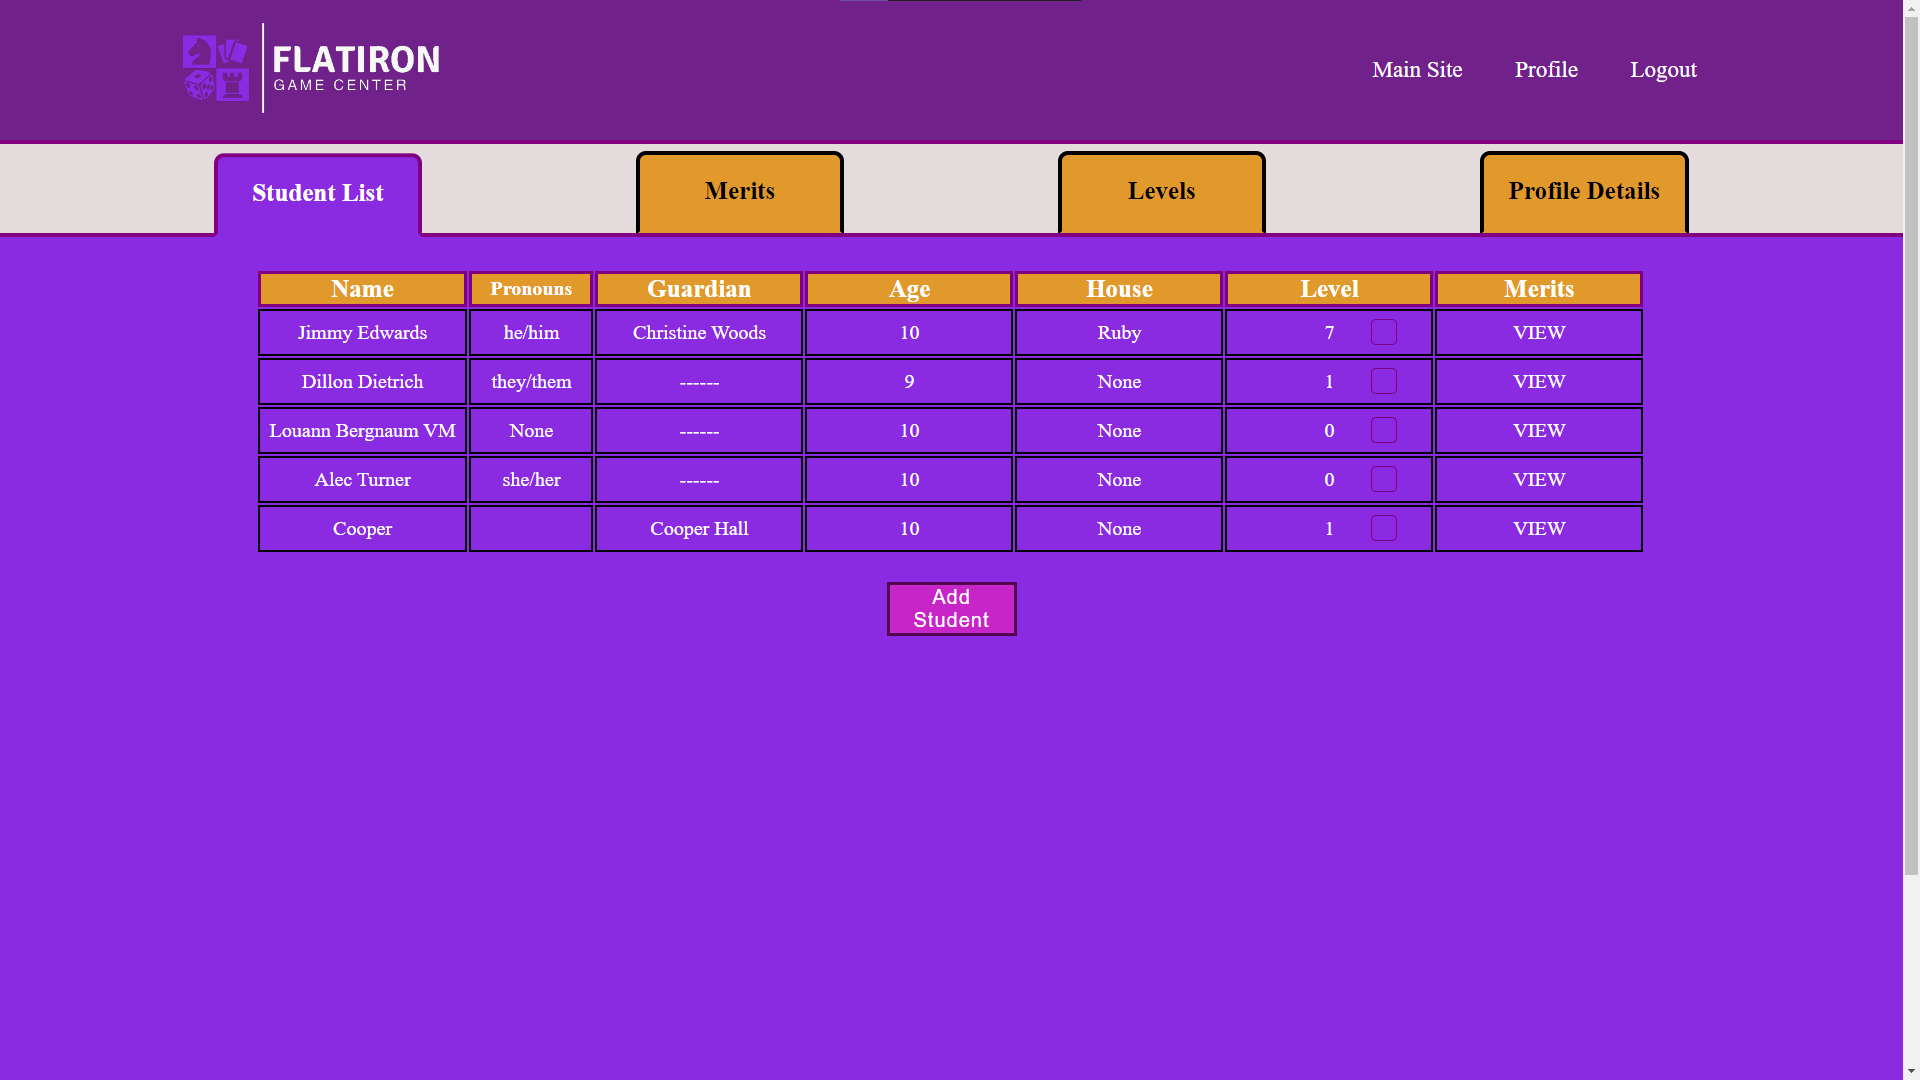 FLATIRON
GAME CENTER
Main Site Profile Logout
Student List Merits Levels Profile Details
Name Pronouns Guardian Age House Level Merits
Jimmy Edwards he/him Christine Woods 10 Ruby 7 VIEW
Dillon Dietrich they/them ------ 9 None 1 VIEW
Louann Bergnaum VM None ------ 10 None 0 VIEW
Alec Turner she/her ------ 10 None 0 VIEW
Cooper Cooper Hall 10 None 1 VIEW
Add
Student